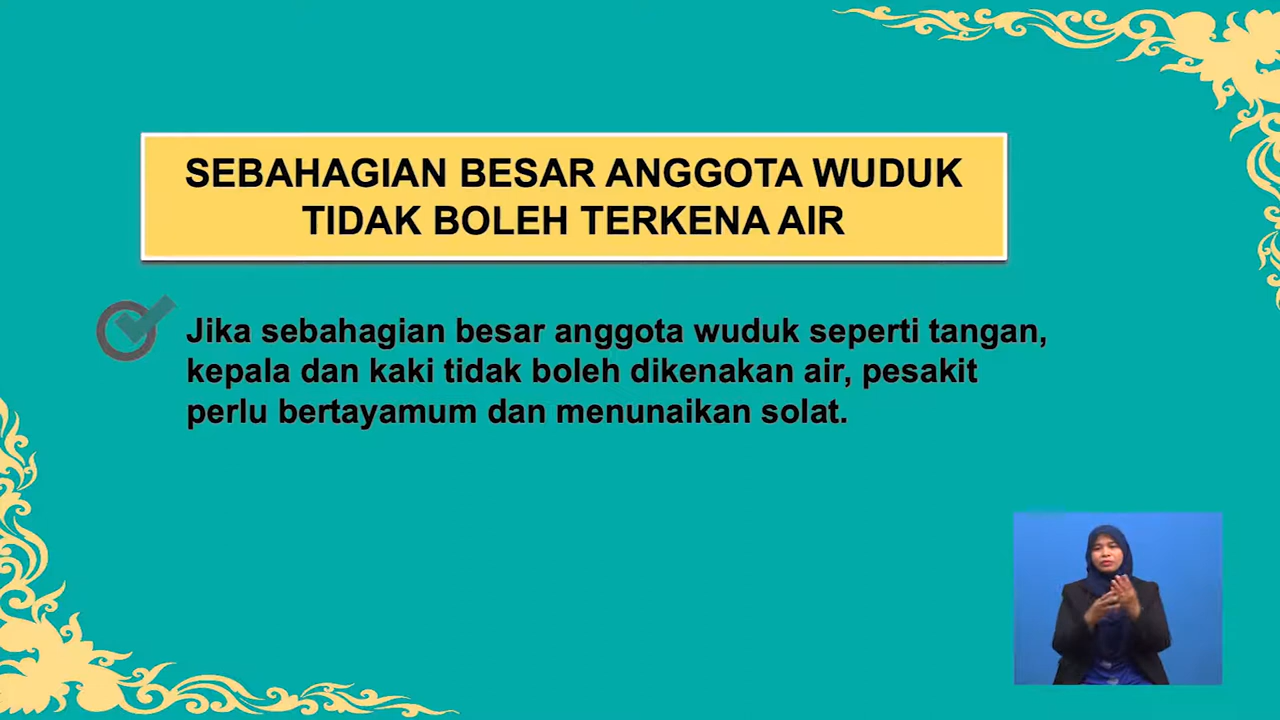 SEBAHAGIAN BESAR ANGGOTA WUDUK
TIDAK BOLEH TERKENA AIR
Jika sebahagian besar anggota wuduk seperti tangan,
kepala dan kaki tidak boleh dikenakan air, pesakit
perlu bertayamum dan menunaikan solat.